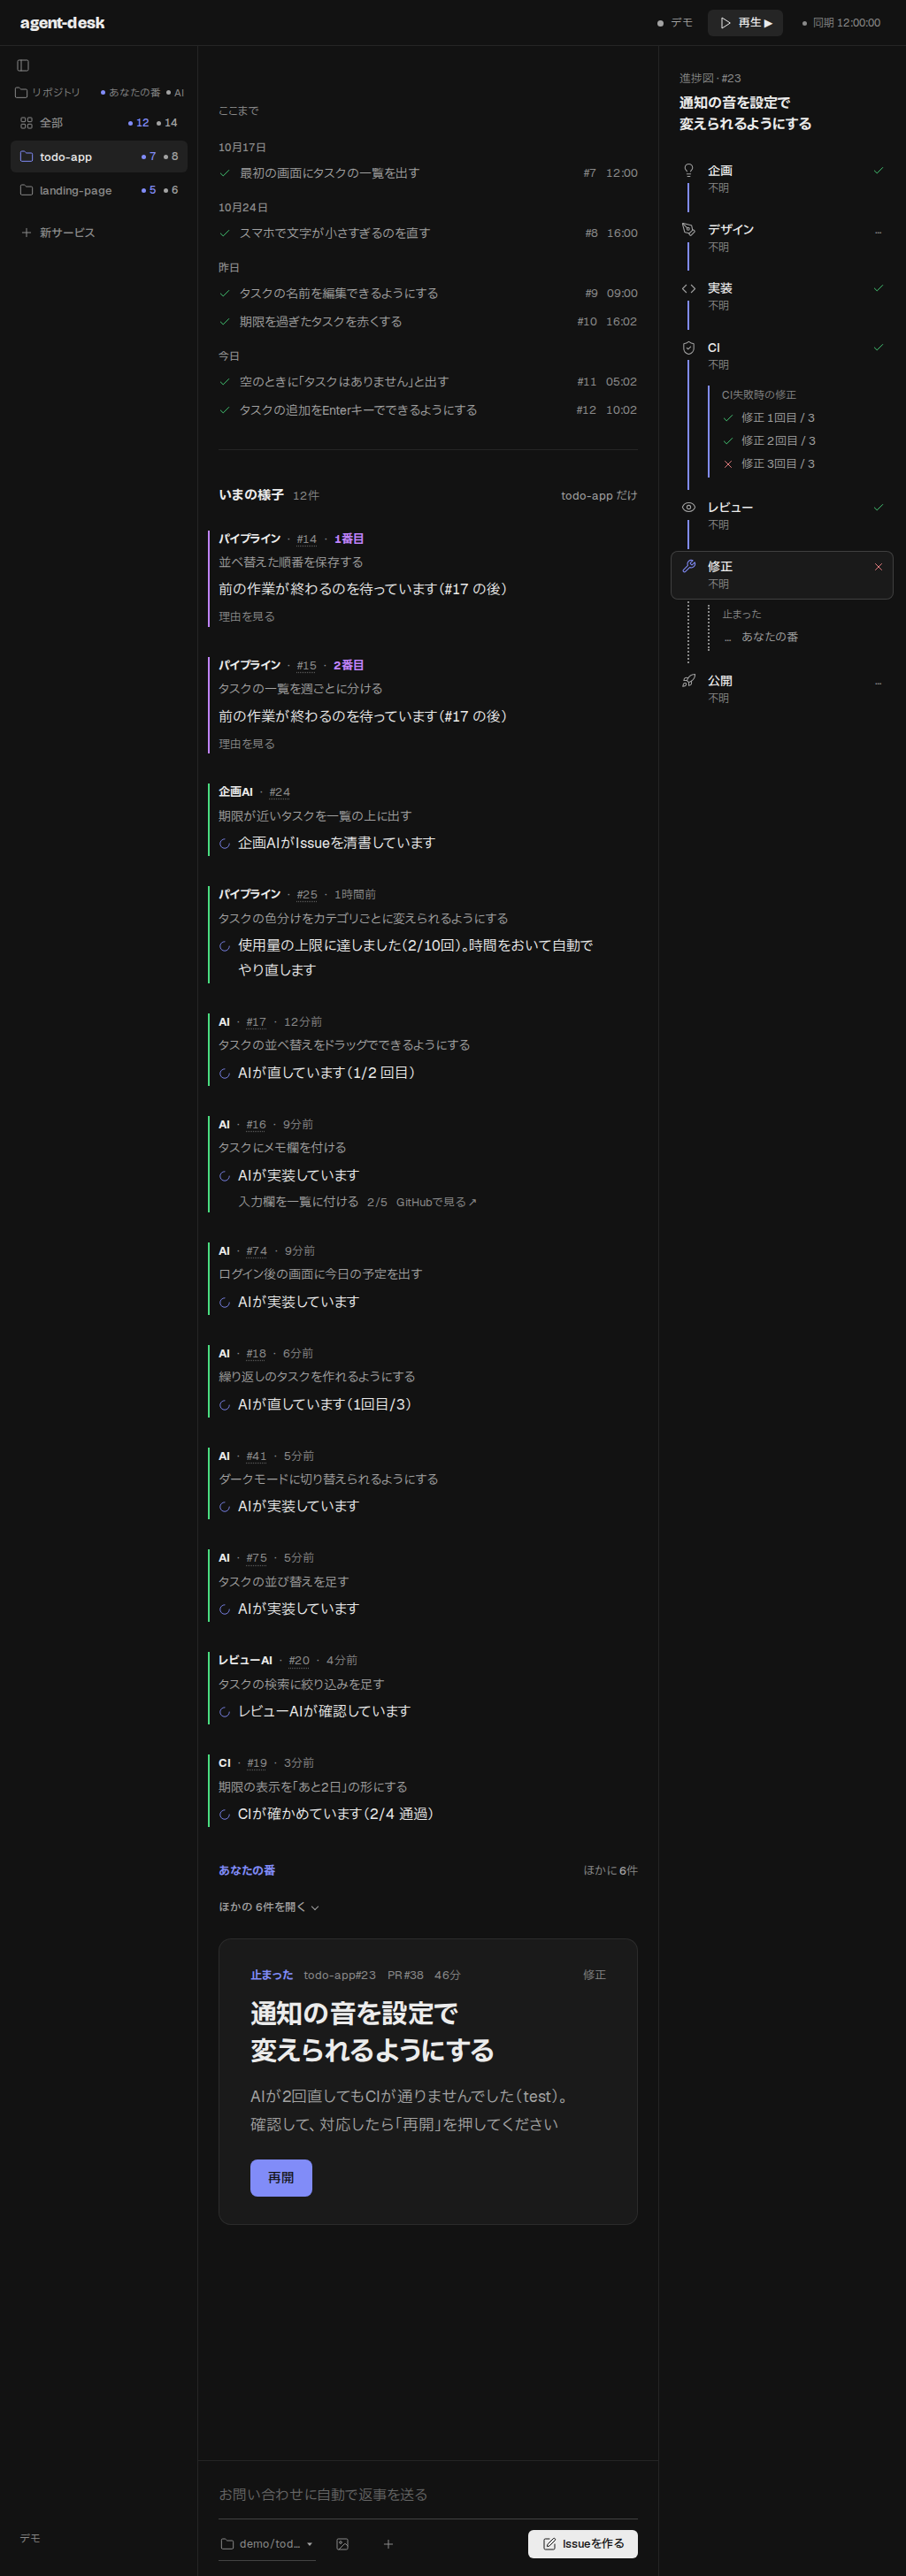 agent-desk
デモ
再生 ▶
同期 12:00:00
リポジトリ
あなたの番
AI
全部
12
14
todo-app
7
8
landing-page
5
6
新サービス
デモ
ここまで
10月17日
最初の画面にタスクの一覧を出す #7 12:00
10月24日
スマホで文字が小さすぎるのを直す #8 16:00
昨日
タスクの名前を編集できるようにする #9 09:00
期限を過ぎたタスクを赤くする #10 16:02
今日
空のときに「タスクはありません」と出す #11 05:02
タスクの追加をEnterキーでできるようにする #12 10:02
いまの様子 12件
todo-app だけ
パイプライン · #14 · 1番目
並べ替えた順番を保存する
前の作業が終わるのを待っています(#17 の後)
理由を見る
パイプライン · #15 · 2番目
タスクの一覧を週ごとに分ける
前の作業が終わるのを待っています(#17 の後)
理由を見る
企画AI · #24
期限が近いタスクを一覧の上に出す
企画AIがIssueを清書しています
パイプライン · #25 · 1時間前
タスクの色分けをカテゴリごとに変えられるようにする
使用量の上限に達しました(2/10回)。時間をおいて自動で
やり直します
AI · #17 · 12分前
タスクの並べ替えをドラッグでできるようにする
AIが直しています(1/2 回目)
AI · #16 · 9分前
タスクにメモ欄を付ける
AIが実装しています
入力欄を一覧に付ける 2/5 GitHubで見る ↗
AI · #74 · 9分前
ログイン後の画面に今日の予定を出す
AIが実装しています
AI · #18 · 6分前
繰り返しのタスクを作れるようにする
AIが直しています(1回目/3)
AI · #41 · 5分前
ダークモードに切り替えられるようにする
AIが実装しています
AI · #75 · 5分前
タスクの並び替えを足す
AIが実装しています
レビューAI · #20 · 4分前
タスクの検索に絞り込みを足す
レビューAIが確認しています
CI · #19 · 3分前
期限の表示を「あと2日」の形にする
CIが確かめています(2/4 通過)
あなたの番
ほかに 6件
ほかの 6件を開く
止まった todo-app#23 PR#38 46分 修正
通知の音を設定で
変えられるようにする
AIが2回直してもCIが通りませんでした(test)。
確認して、対応したら「再開」を押してください
再開
お問い合わせに自動で返事を送る
demo/tod…
Issueを作る
進捗図 · #23
通知の音を設定で
変えられるようにする
企画
不明
デザイン
不明
…
実装
不明
CI
不明
CI失敗時の修正
修正 1回目 / 3
修正 2回目 / 3
修正 3回目 / 3
レビュー
不明
修正
不明
止まった
… あなたの番
公開
不明
…